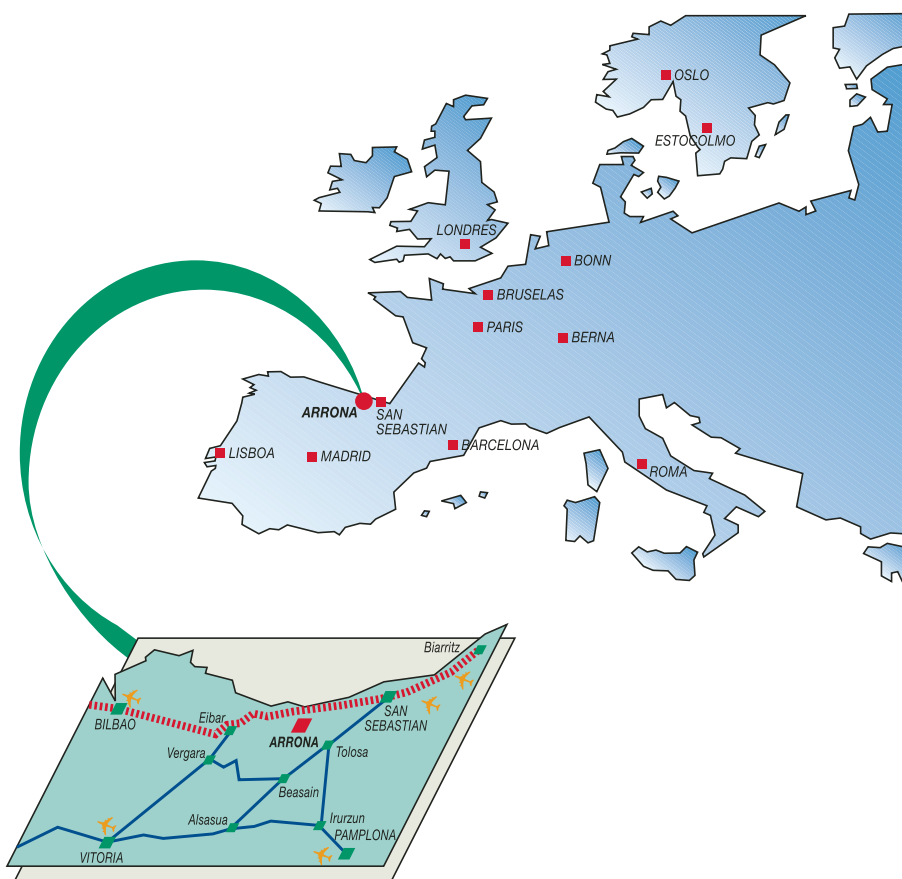 OSLO
ESTOCOLMO
LONDRES
BONN
BRUSELAS
PARIS
BERNA
ARRONA
SAN
SEBASTIAN
LISBOA
MADRID
BARCELONA
ROMA
Biarritz
BILBAO
Eibar
SAN
SEBASTIAN
ARRONA
Vergara
Tolosa
Beasain
Alsasua
Irurzun
PAMPLONA
VITORIA